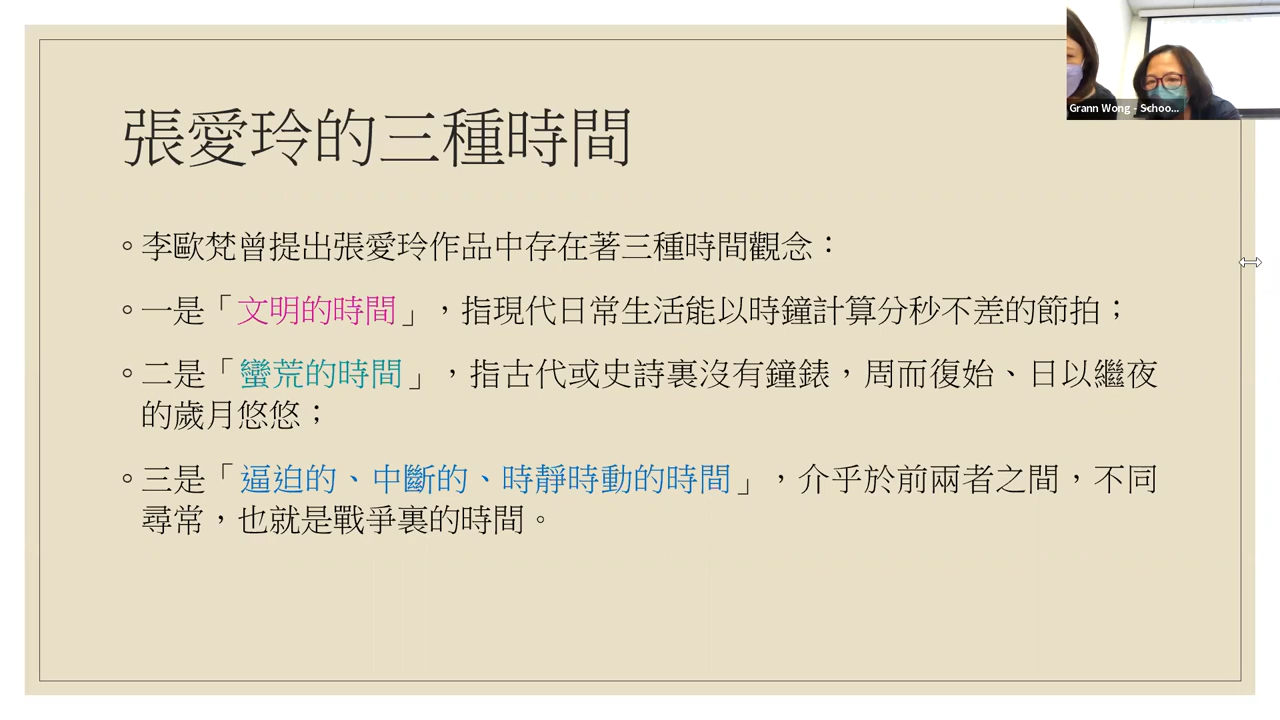 張愛玲的三種時間
Grann Wong - Schoo...
李歐梵曾提出張愛玲作品中存在著三種時間觀念：
一是「文明的時間」，指現代日常生活能以時鐘計算分秒不差的節拍；
二是「蠻荒的時間」，指古代或史詩裏沒有鐘錶，周而復始、日以繼夜
的歲月悠悠；
三是「逼迫的、中斷的、時靜時動的時間」，介乎於前兩者之間，不同
尋常，也就是戰爭裏的時間。